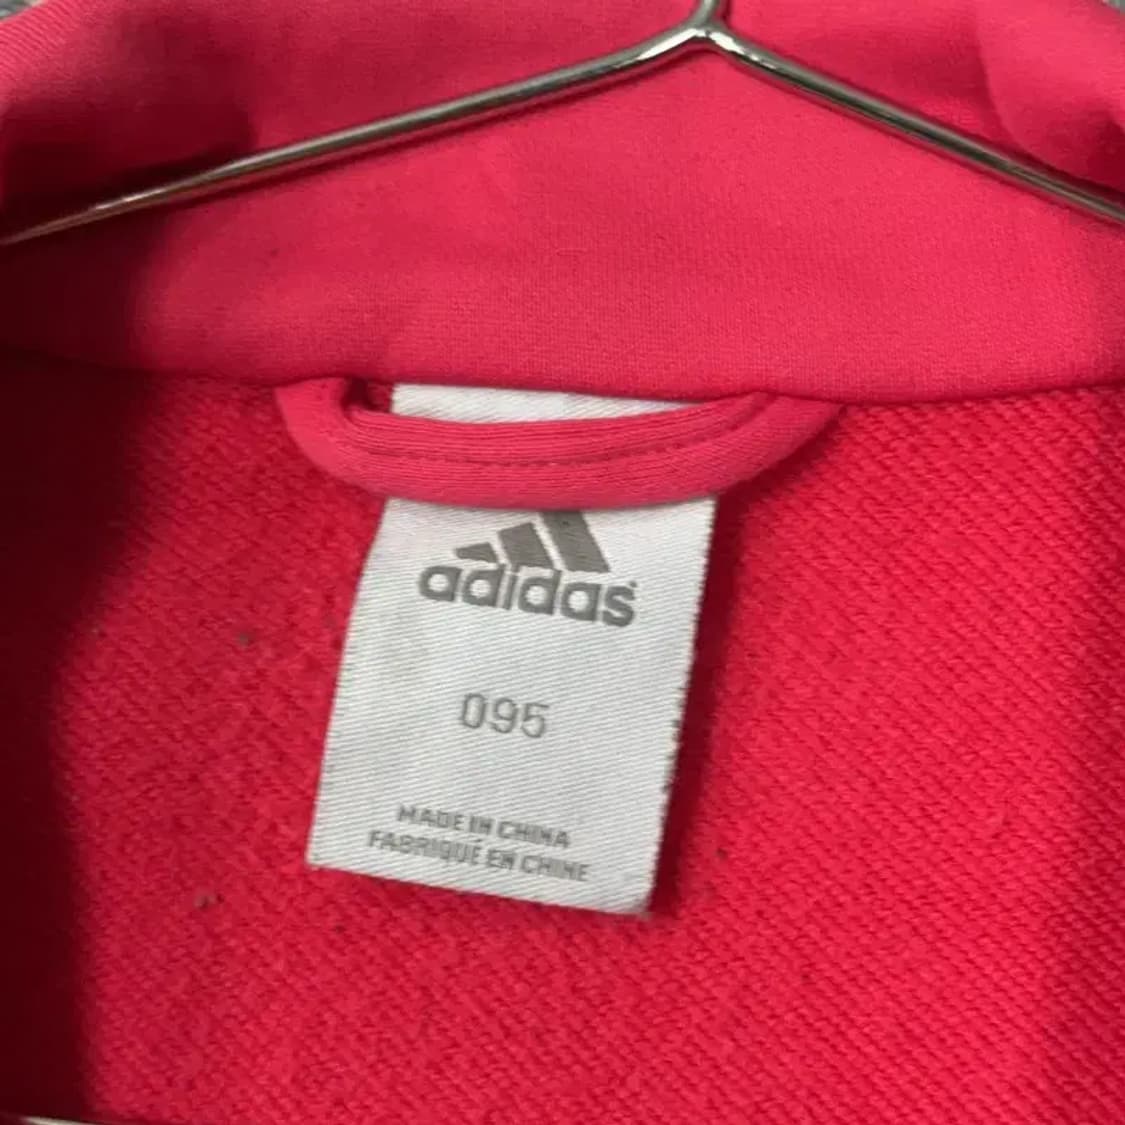 adidas
095
MADE IN CHINA
FABRIQUÉ EN CHINE